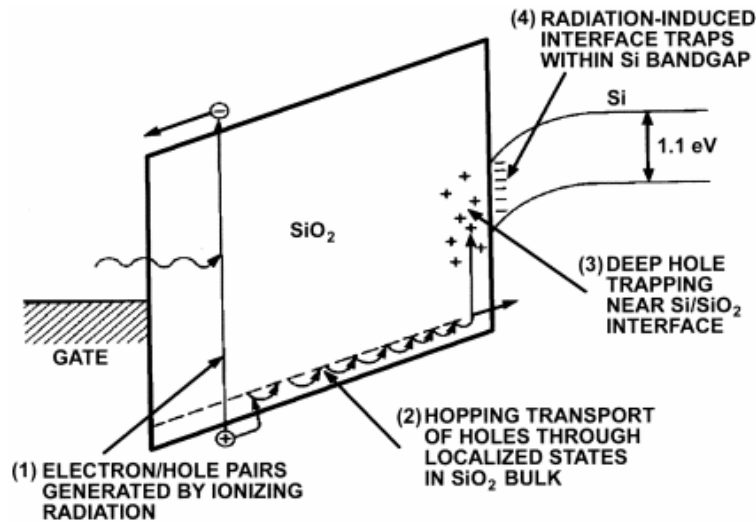 (4) RADIATION-INDUCED
INTERFACE TRAPS
WITHIN Si BANDGAP
Si
1.1 eV
SiO₂
(3) DEEP HOLE
TRAPPING
NEAR Si/SiO₂
INTERFACE
GATE
(2) HOPPING TRANSPORT
OF HOLES THROUGH
LOCALIZED STATES
IN SiO₂ BULK
(1) ELECTRON/HOLE PAIRS
GENERATED BY IONIZING
RADIATION